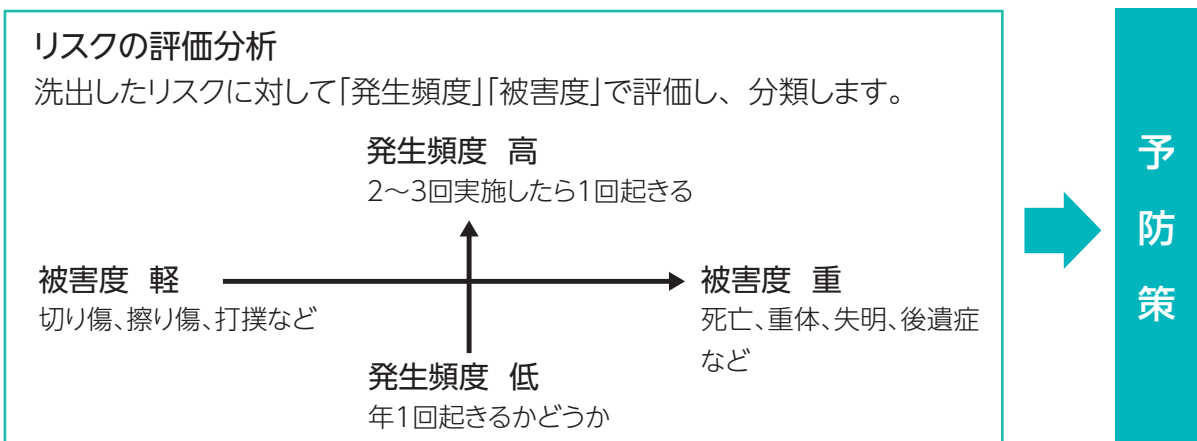 リスクの評価分析
洗出したリスクに対して「発生頻度」「被害度」で評価し、分類します。
発生頻度 高
2〜3回実施したら1回起きる
被害度 軽
切り傷、擦り傷、打撲など
被害度 重
死亡、重体、失明、後遺症
など
発生頻度 低
年1回起きるかどうか
予防策